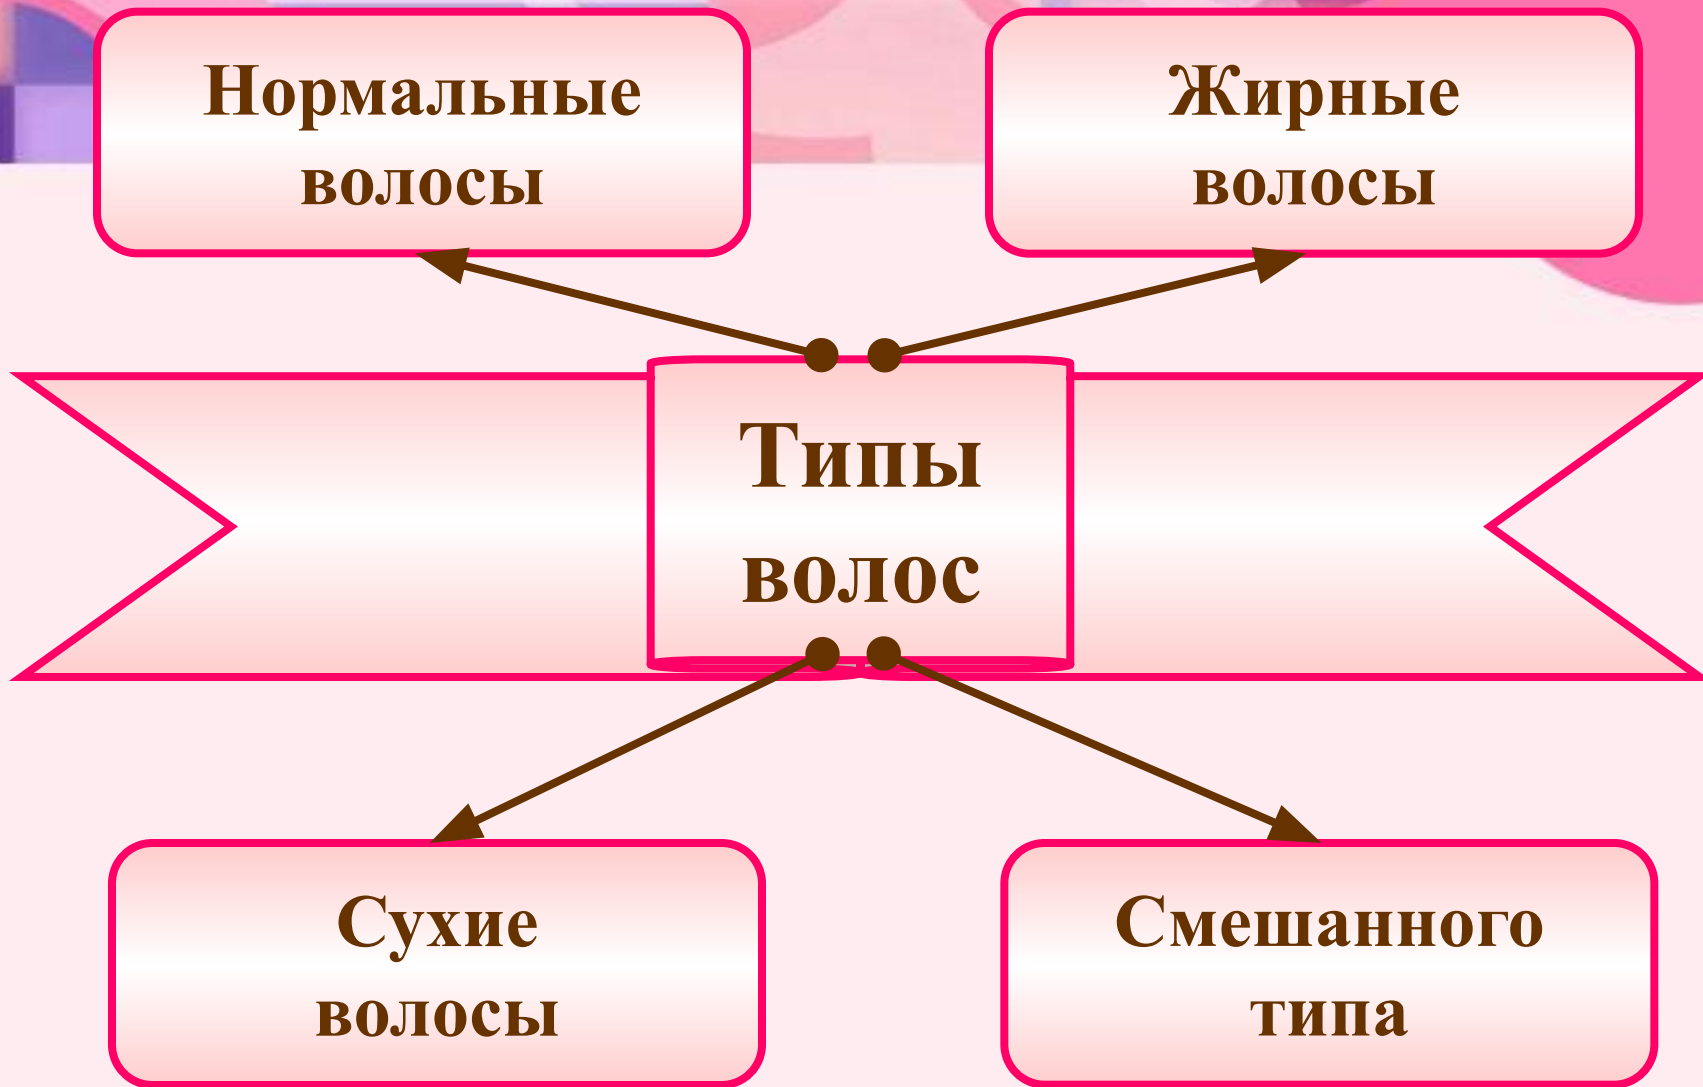 Нормальные
волосы
Жирные
волосы
Типы
волос
Сухие
волосы
Смешанного
типа